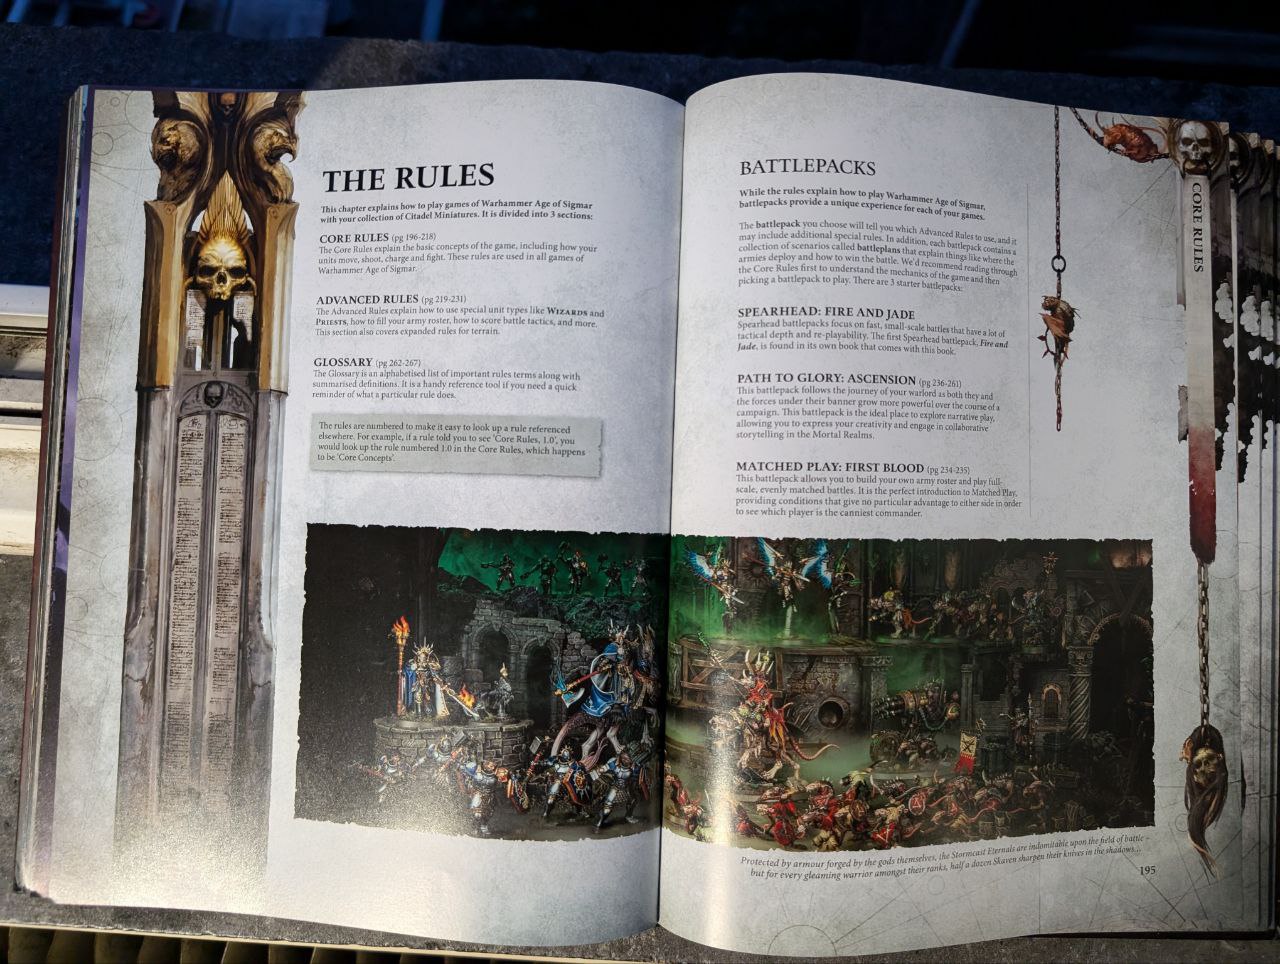 THE RULES
This chapter explains how to play games of Warhammer Age of Sigmar
with your collection of Citadel Miniatures. It is divided into 3 sections:
CORE RULES (pg 196-218)
The Core Rules explain the basic concepts of the game, including how your
units move, shoot, charge and fight. These rules are used in all games of
Warhammer Age of Sigmar.
ADVANCED RULES (pg 219-231)
The Advanced Rules explain how to use special unit types like WIZARDS and
PRIESTS, how to fill your army roster, how to score battle tactics, and more.
This section also covers expanded rules for terrain.
GLOSSARY (pg 262-267)
The Glossary is an alphabetised list of important rules terms along with
summarised definitions. It is a handy reference tool if you need a quick
reminder of what a particular rule does.
The rules are numbered to make it easy to look up a rule referenced
elsewhere. For example, if a rule told you to see 'Core Rules, 1.0', you
would look up the rule numbered 1.0 in the Core Rules, which happens
to be 'Core Concepts'.
BATTLEPACKS
While the rules explain how to play Warhammer Age of Sigmar,
battlepacks provide a unique experience for each of your games.
The battlepack you choose will tell you which Advanced Rules to use, and it
may include additional special rules. In addition, each battlepack contains a
collection of scenarios called battleplans that explain things like where the
armies deploy and how to win the battle. We'd recommend reading through
the Core Rules first to understand the mechanics of the game and then
picking a battlepack to play. There are 3 starter battlepacks:
SPEARHEAD: FIRE AND JADE
Spearhead battlepacks focus on fast, small-scale battles that have a lot of
tactical depth and re-playability. The first Spearhead battlepack, Fire and
Jade, is found in its own book that comes with this book.
PATH TO GLORY: ASCENSION (pg 236-261)
This battlepack follows the journey of your warlord as both they and
the forces under their banner grow more powerful over the course of a
campaign. This battlepack is the ideal place to explore narrative play,
allowing you to express your creativity and engage in collaborative
storytelling in the Mortal Realms.
MATCHED PLAY: FIRST BLOOD (pg 234-235)
This battlepack allows you to build your own army roster and play full-
scale, evenly matched battles. It is the perfect introduction to Matched Play,
providing conditions that give no particular advantage to either side in order
to see which player is the canniest commander.
CORE RULES
Protected by armour forged by the gods themselves, the Stormcast Eternals are indomitable upon the field of battle –
but for every gleaming warrior amongst their ranks, half a dozen Skaven sharpen their knives in the shadows...
195